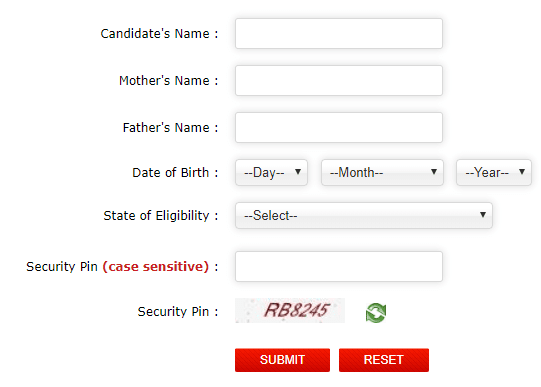 Candidate's Name :
Mother's Name :
Father's Name :
Date of Birth : --Day-- --Month-- --Year--
State of Eligibility : --Select--
Security Pin (case sensitive) :
Security Pin : RB8245
SUBMIT RESET